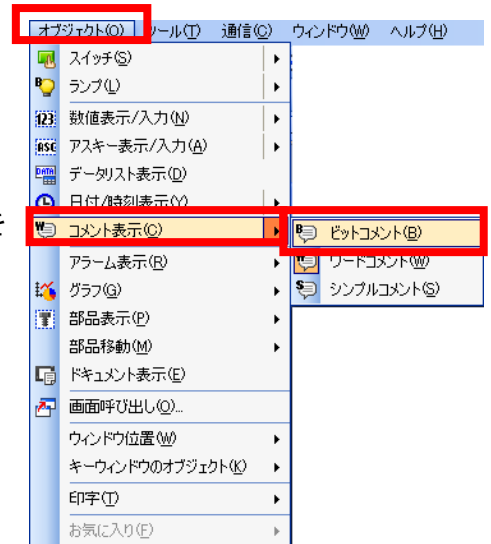 オブジェクト(O) ツール(T) 通信(C) ウィンドウ(W) ヘルプ(H)
スイッチ(S)
ランプ(L)
123 数値表示/入力(N)
ASC アスキー表示/入力(A)
DATA データリスト表示(D)
日付/時刻表示(Y)
を
コメント表示(C)
ビットコメント(B)
アラーム表示(R)
ワードコメント(W)
グラフ(G)
シンプルコメント(S)
部品表示(P)
部品移動(M)
ドキュメント表示(E)
画面呼び出し(O)...
ウィンドウ位置(W)
キーウィンドウのオブジェクト(K)
印字(T)
お気に入り(F)